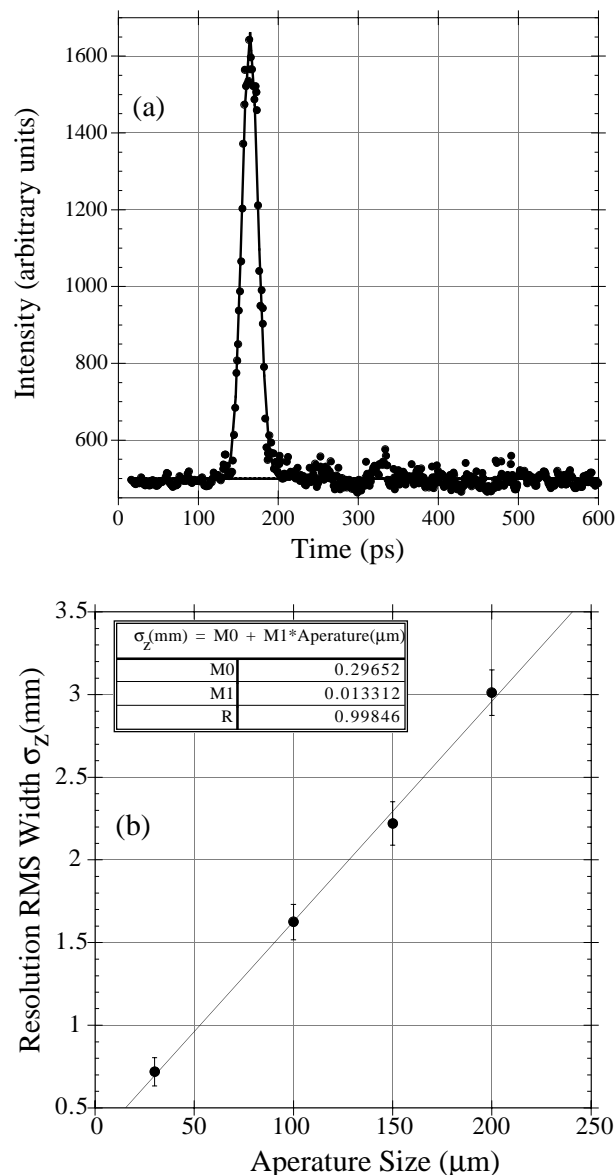 1600
(a)
1400
1200
1000
800
600
0 100 200 300 400 500 600
Intensity (arbitrary units)
Time (ps)
3.5
σz(mm) = M0 + M1*Aperature(μm)
M0 0.29652
M1 0.013312
R 0.99846
3
2.5
(b)
2
1.5
1
0.5
0 50 100 150 200 250
Resolution RMS Width σz(mm)
Aperature Size (μm)